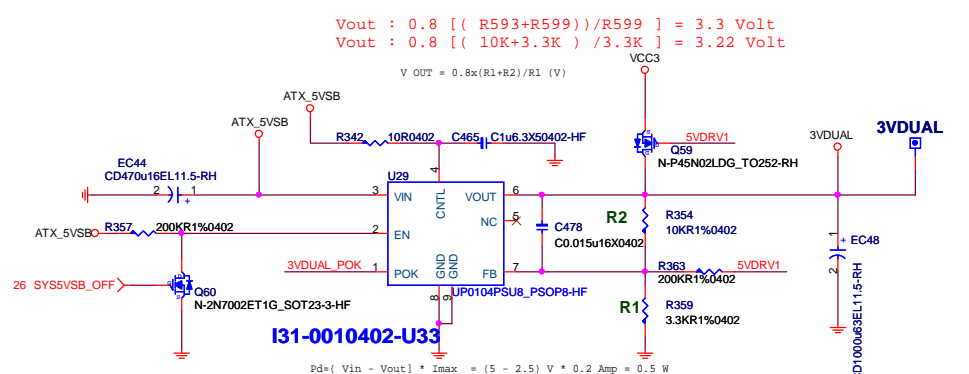 Vout : 0.8 [( R593+R599))/R599 ] = 3.3 Volt
Vout : 0.8 [( 10K+3.3K ) /3.3K ] = 3.22 Volt
V OUT = 0.8x(R1+R2)/R1 (V)
VCC3
ATX_5VSB
ATX_5VSB
R342
10R0402
C465
C1u6.3X50402-HF
5VDRV1
Q59
N-P45N02LDG_TO252-RH
3VDUAL
3VDUAL
EC44
CD470u16EL11.5-RH
2
1
+
U29
4
3
VIN
CNTL
VOUT
6
NC
5
C478
C0.015u16X0402
R2
R354
10KR1%0402
EC48
CD1000u63EL11.5-RH
1
+
2
ATX_5VSB
R357
200KR1%0402
2
EN
3VDUAL_POK
1
POK
GND
GND
FB
7
R363
200KR1%0402
5VDRV1
26 SYS5VSB_OFF
Q60
N-2N7002ET1G_SOT23-3-HF
8
9
UP0104PSU8_PSOP8-HF
R1
R359
3.3KR1%0402
I31-0010402-U33
Pd=( Vin - Vout] * Imax = (5 - 2.5) V * 0.2 Amp = 0.5 W